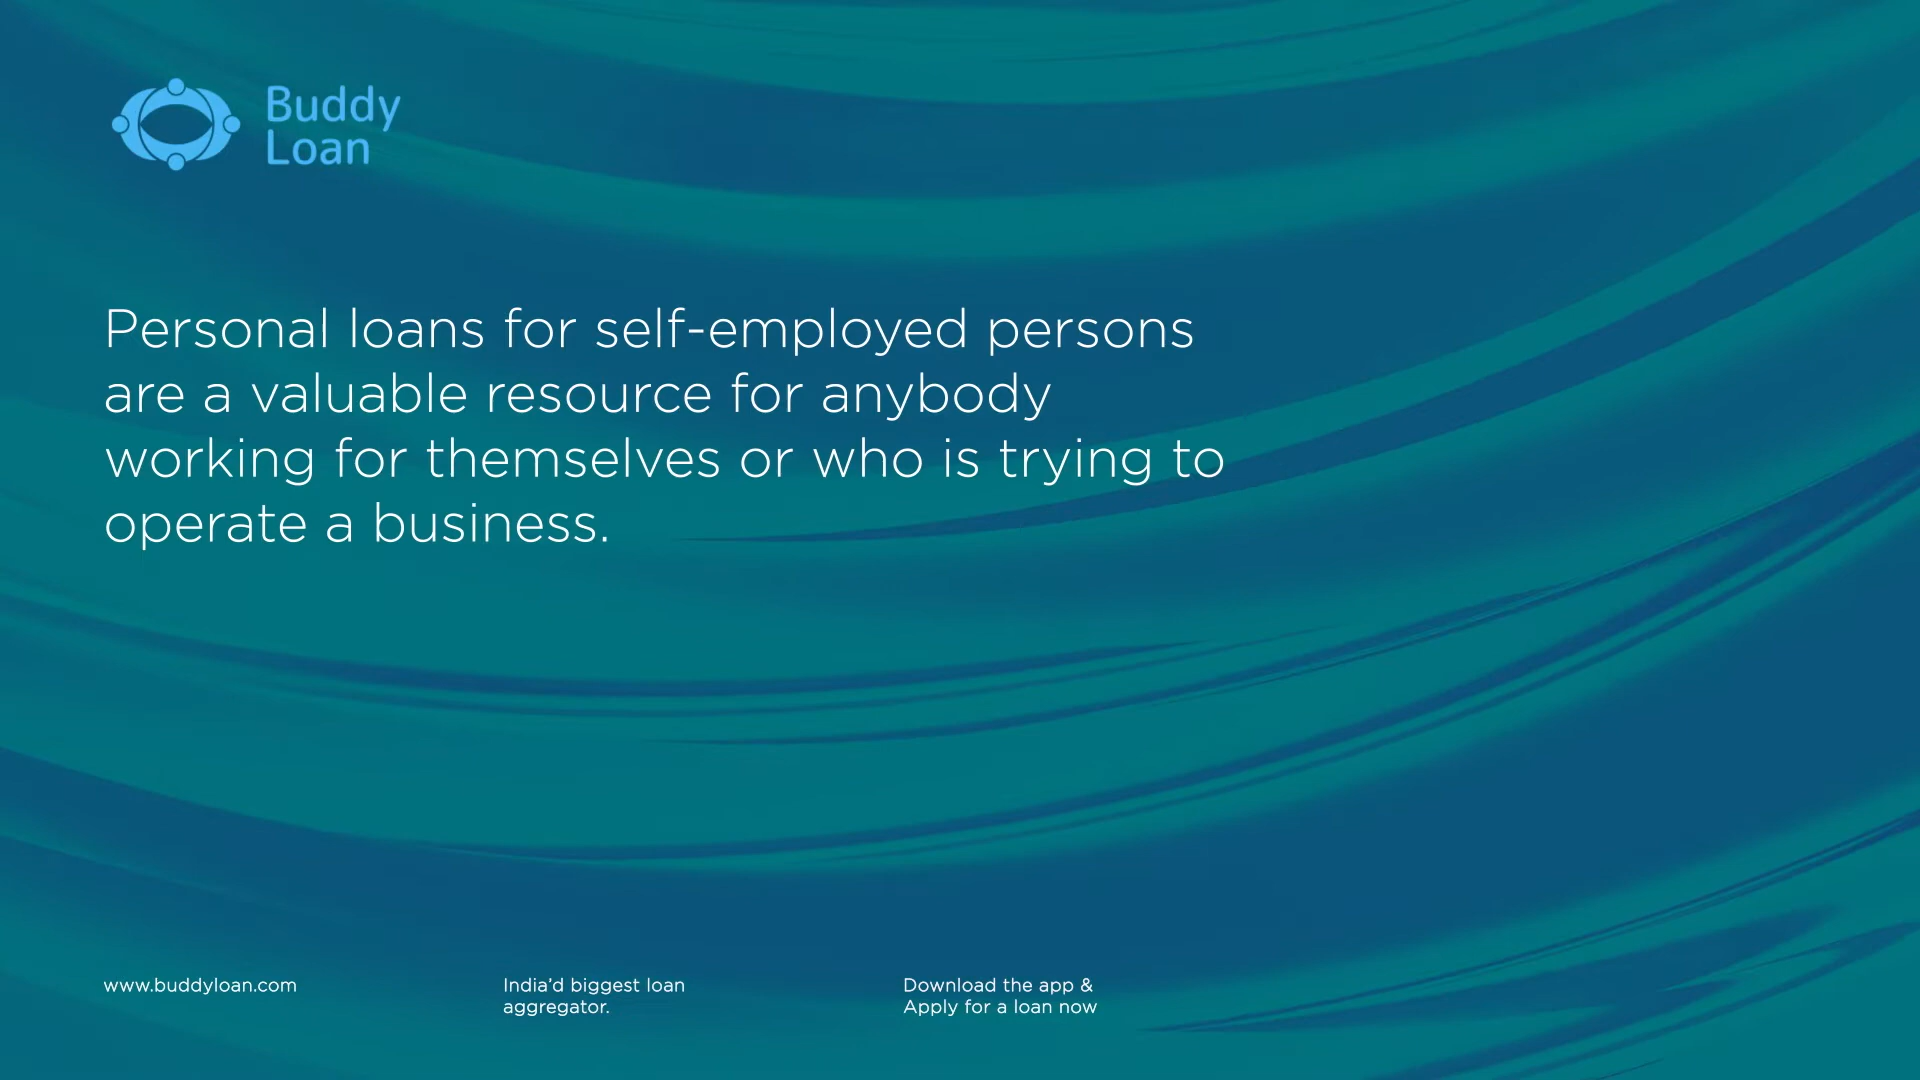 Buddy
Loan
Personal loans for self-employed persons
are a valuable resource for anybody
working for themselves or who is trying to
operate a business.
www.buddyloan.com
India’d biggest loan
aggregator.
Download the app &
Apply for a loan now